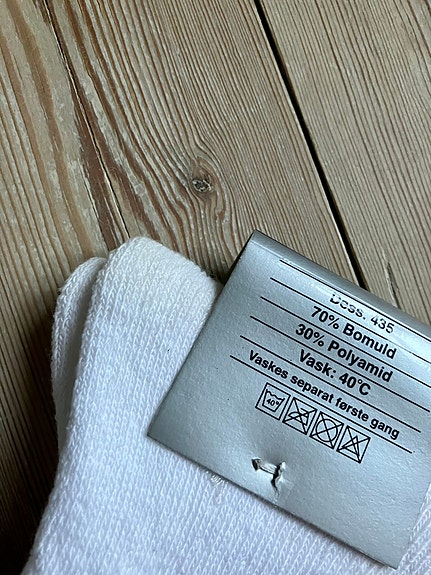 Dess. 435
70% Bomuld
30% Polyamid
Vask: 40°C
Vaskes separat første gang
40°